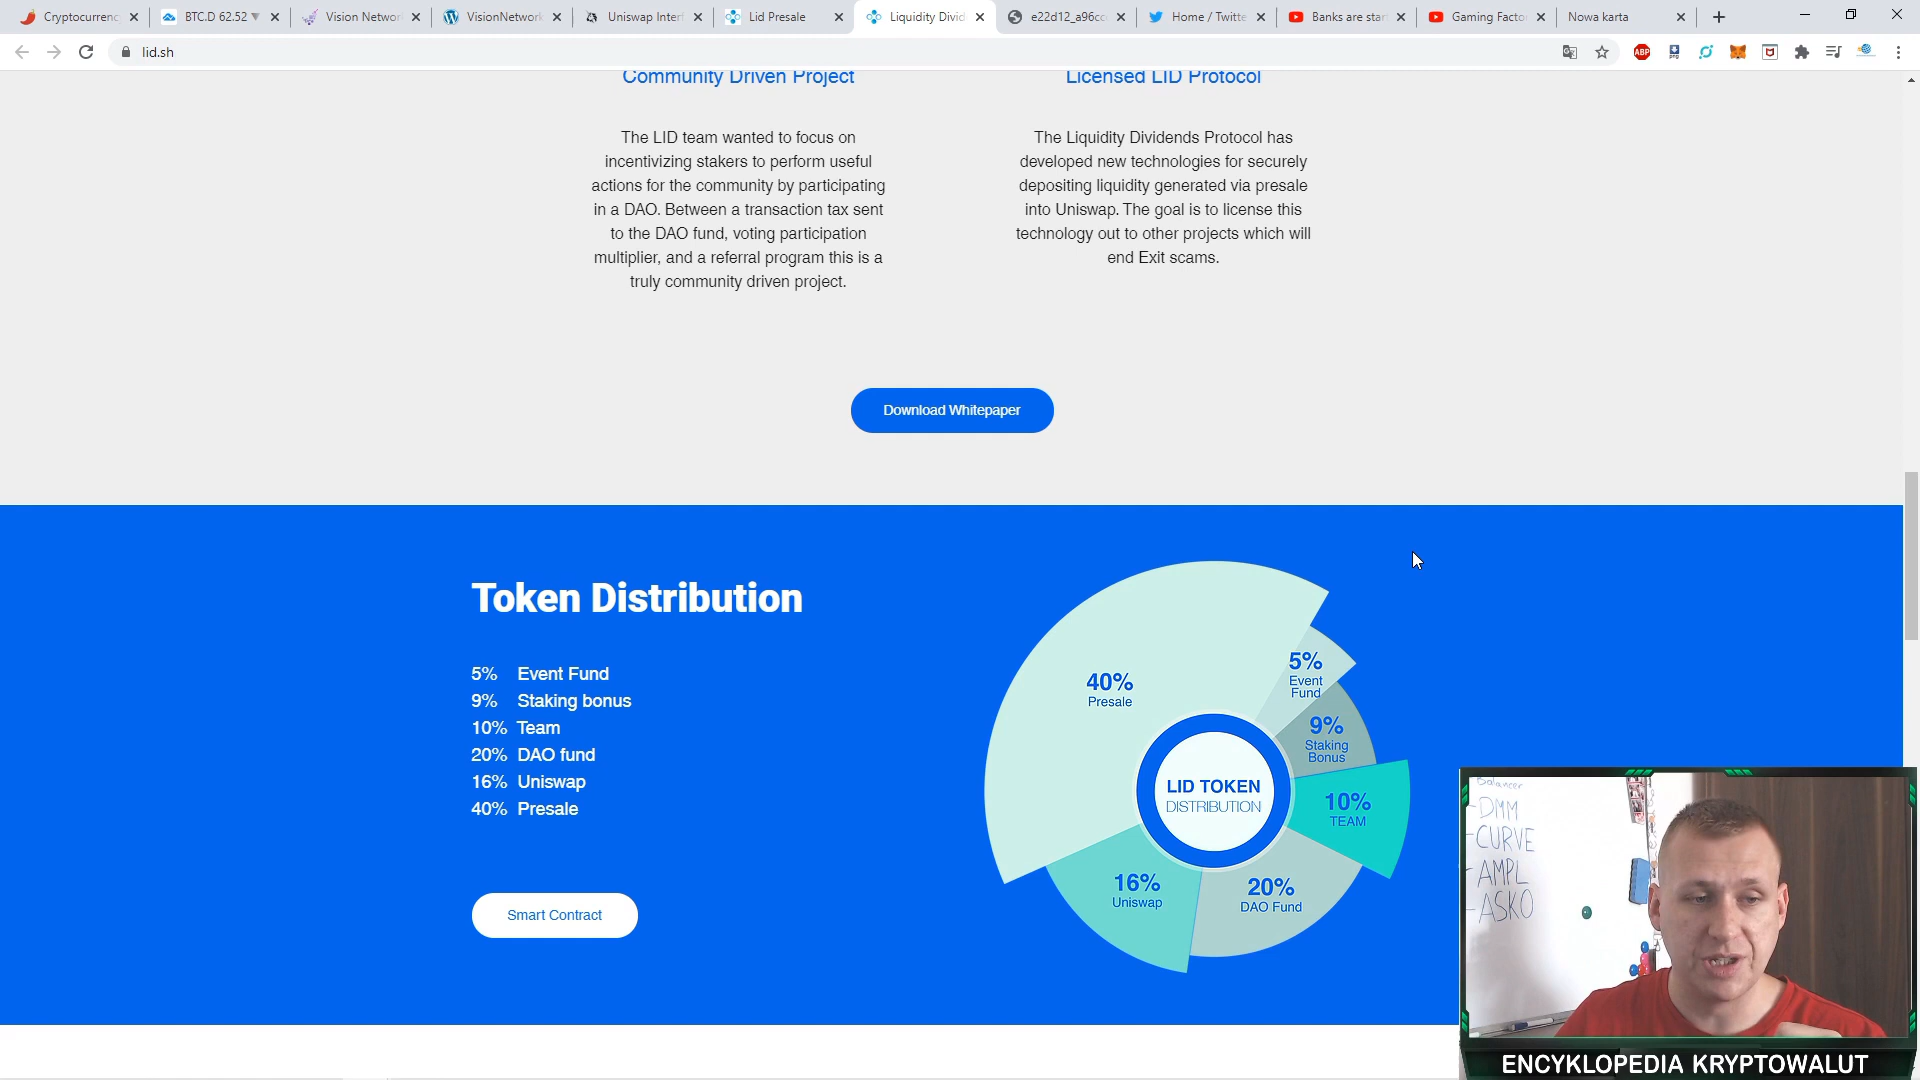 Cryptocurrenc
BTC.D 62.52 ▼
Vision Networ
VisionNetwork
Uniswap Inter
Lid Presale
Liquidity Divid
e22d12_a96cc
Home / Twitte
Banks are star
Gaming Facto
Nowa karta
lid.sh
ABP
Community Driven Project
The LID team wanted to focus on
incentivizing stakers to perform useful
actions for the community by participating
in a DAO. Between a transaction tax sent
to the DAO fund, voting participation
multiplier, and a referral program this is a
truly community driven project.
Licensed LID Protocol
The Liquidity Dividends Protocol has
developed new technologies for securely
depositing liquidity generated via presale
into Uniswap. The goal is to license this
technology out to other projects which will
end Exit scams.
Download Whitepaper
Token Distribution
5% Event Fund
9% Staking bonus
10% Team
20% DAO fund
16% Uniswap
40% Presale
Smart Contract
40%
Presale
5%
Event
Fund
9%
Staking
Bonus
10%
TEAM
20%
DAO Fund
16%
Uniswap
LID TOKEN
DISTRIBUTION
Balancer
-DMM
-CURVE
-AMPL
-ASKO
ENCYKLOPEDIA KRYPTOWALUT